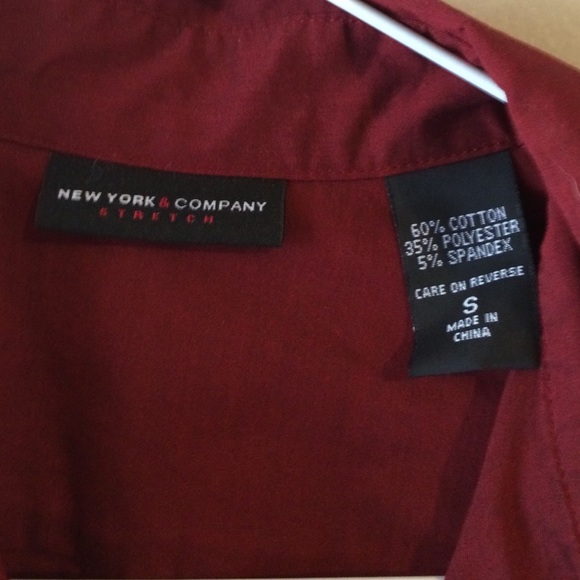 NEW YORK & COMPANY
STRETCH
60% COTTON
35% POLYESTER
5% SPANDEX
CARE ON REVERSE
S
MADE IN
CHINA